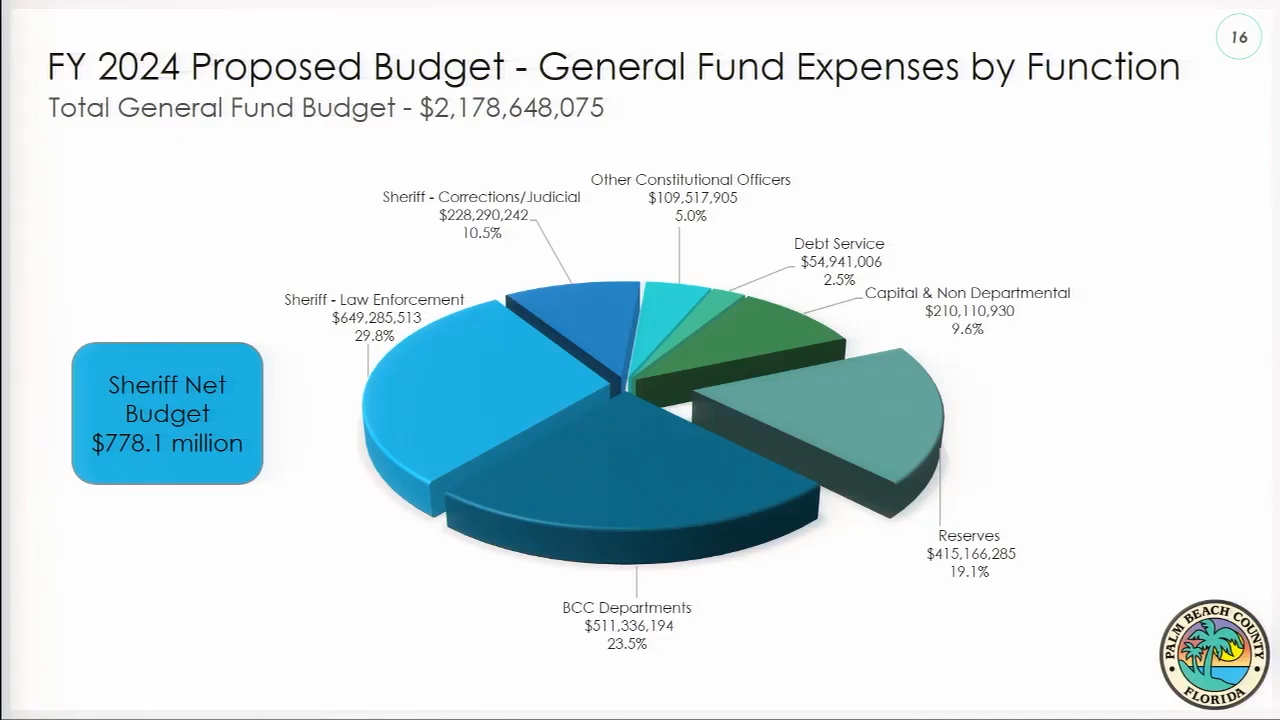 16
FY 2024 Proposed Budget - General Fund Expenses by Function
Total General Fund Budget - $2,178,648,075
Other Constitutional Officers
$109,517,905
5.0%
Sheriff - Corrections/Judicial
$228,290,242
10.5%
Debt Service
$54,941,006
2.5%
Capital & Non Departmental
$210,110,930
9.6%
Sheriff - Law Enforcement
$649,285,513
29.8%
Sheriff Net
Budget
$778.1 million
Reserves
$415,166,285
19.1%
BCC Departments
$511,336,194
23.5%
PALM BEACH COUNTY
FLORIDA